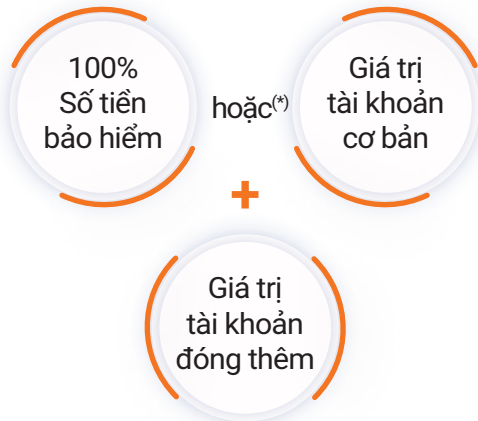 100%
Số tiền
bảo hiểm
hoặc(*)
Giá trị
tài khoản
cơ bản
+
Giá trị
tài khoản
đóng thêm